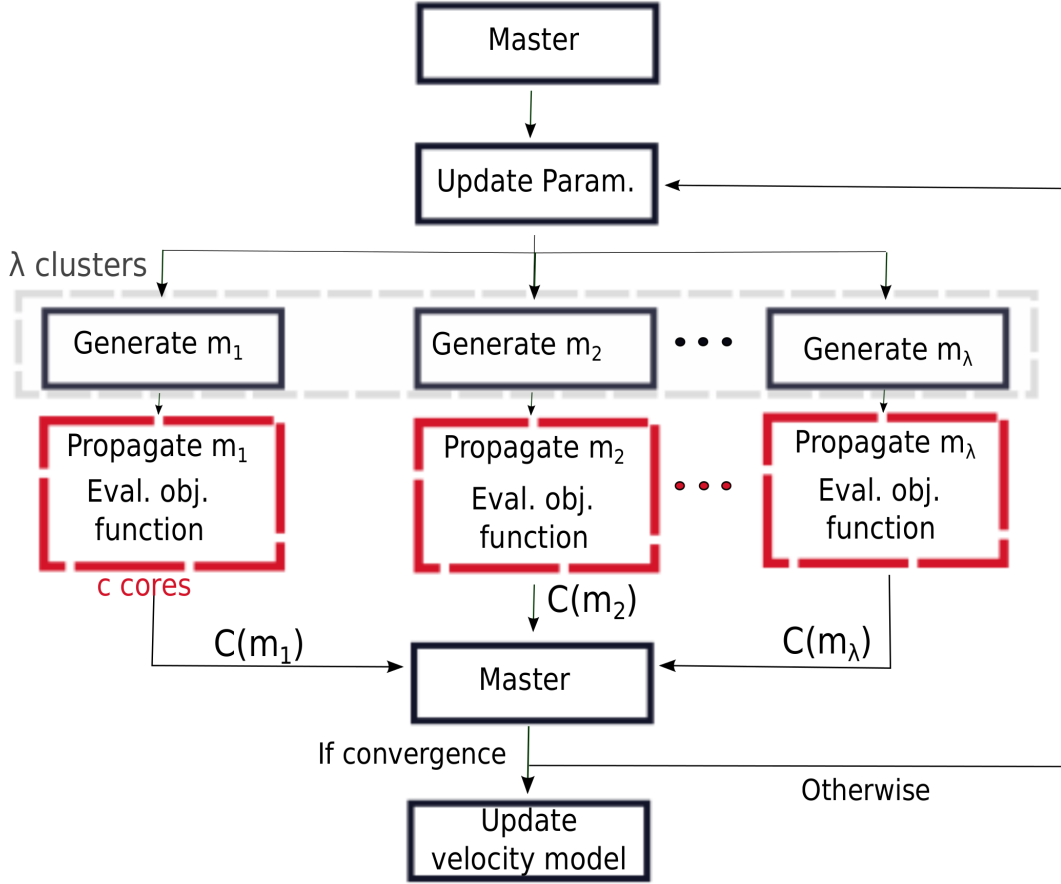 Master
Update Param.
λ clusters
Generate m₁
Generate m₂
Generate mλ
Propagate m₁
Eval. obj.
function
Propagate m₂
Eval. obj.
function
Propagate mλ
Eval. obj.
function
c cores
C(m₁)
C(m₂)
C(mλ)
Master
If convergence
Otherwise
Update
velocity model